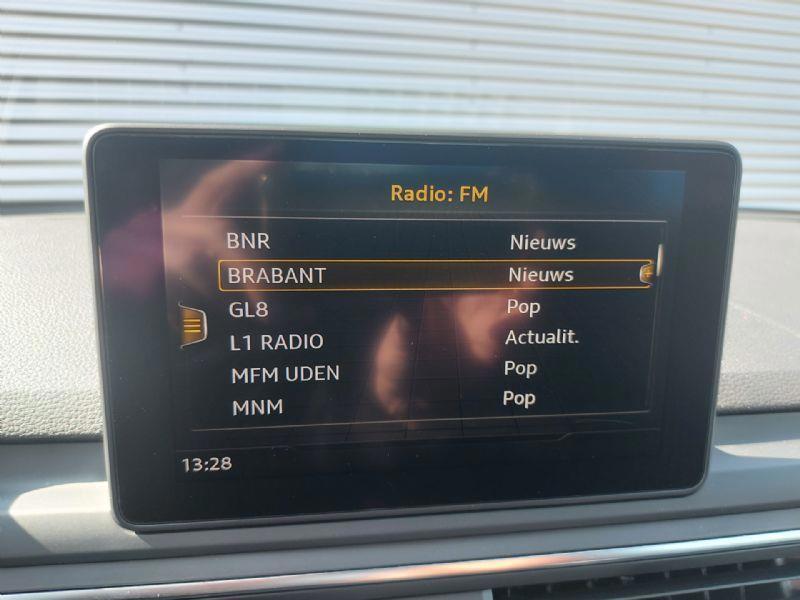 Radio: FM
BNR Nieuws
BRABANT Nieuws
GL8 Pop
L1 RADIO Actualit.
MFM UDEN Pop
MNM Pop
13:28